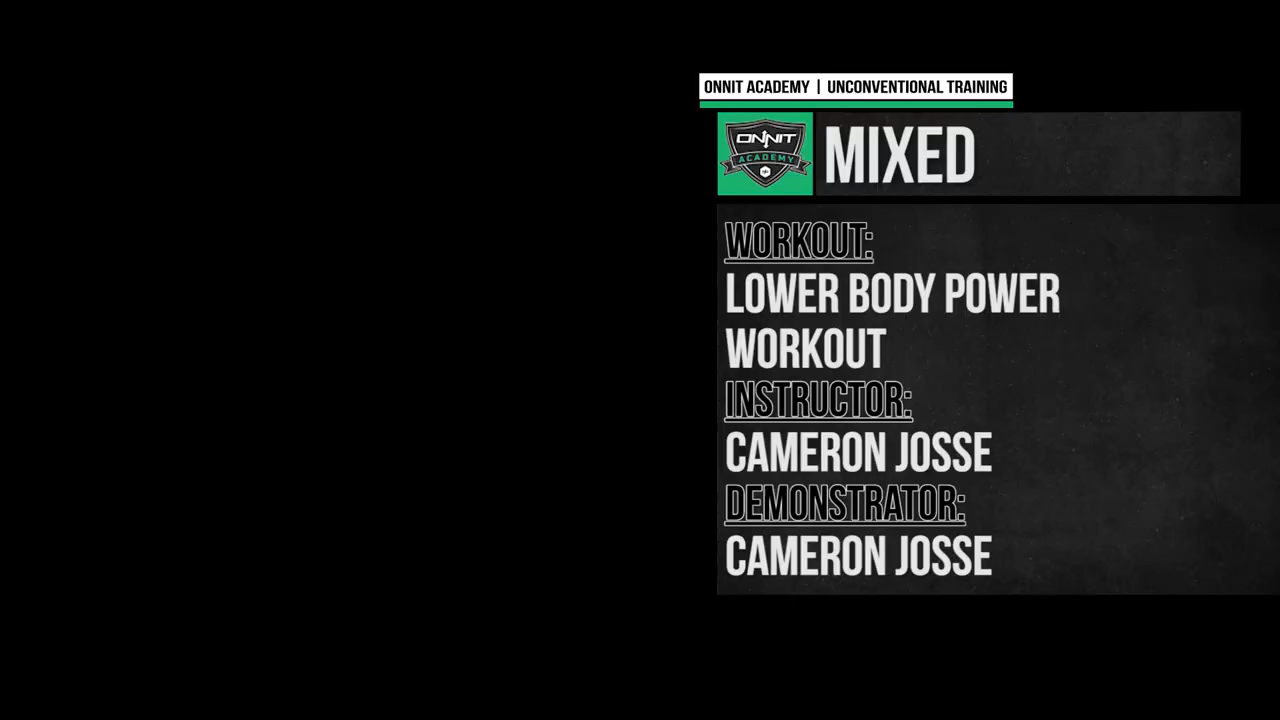 ONNIT ACADEMY | UNCONVENTIONAL TRAINING
ONNIT
ACADEMY
MIXED
WORKOUT:
LOWER BODY POWER
WORKOUT
INSTRUCTOR:
CAMERON JOSSE
DEMONSTRATOR:
CAMERON JOSSE